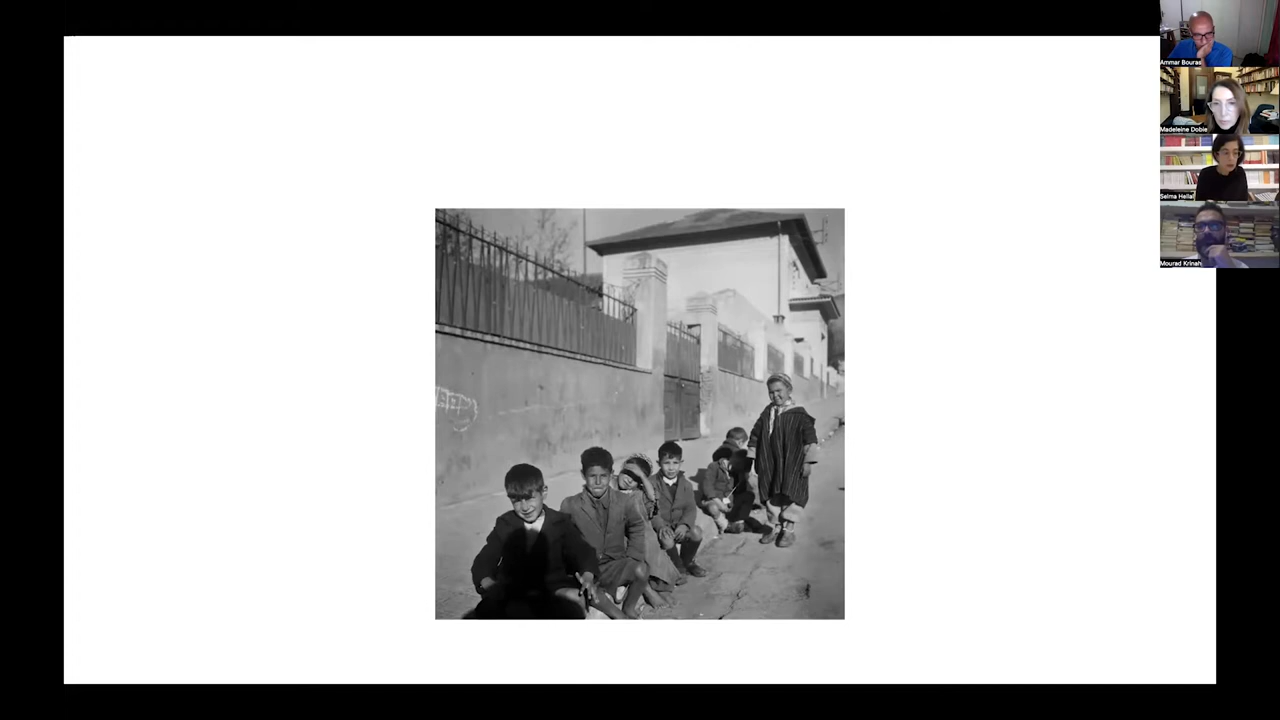 Ammar Bouras
Madeleine Dobie
Selma Hellal
Mourad Krinah